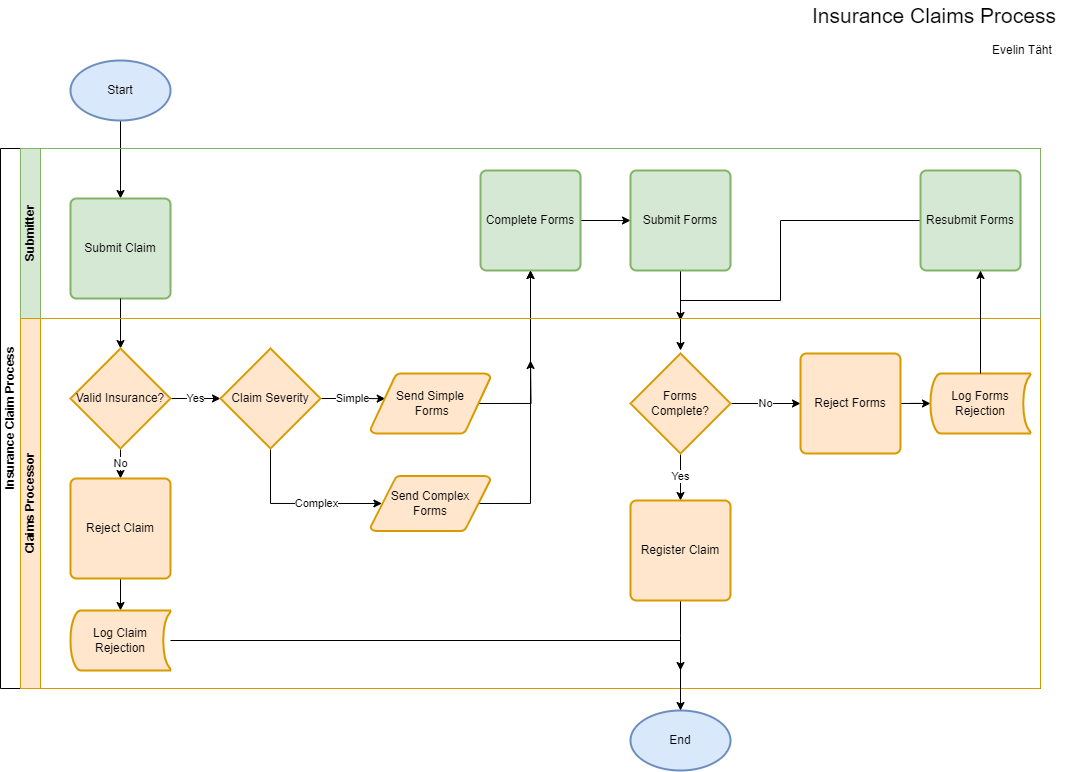 Insurance Claims Process
Evelin Täht
Start
Insurance Claim Process
Submitter
Submit Claim
Complete Forms
Submit Forms
Resubmit Forms
Claims Processor
Valid Insurance?
Yes
Claim Severity
Simple
Send Simple
Forms
Forms
Complete?
No
Reject Forms
Log Forms
Rejection
No
Complex
Send Complex
Forms
Yes
Reject Claim
Register Claim
Log Claim
Rejection
End